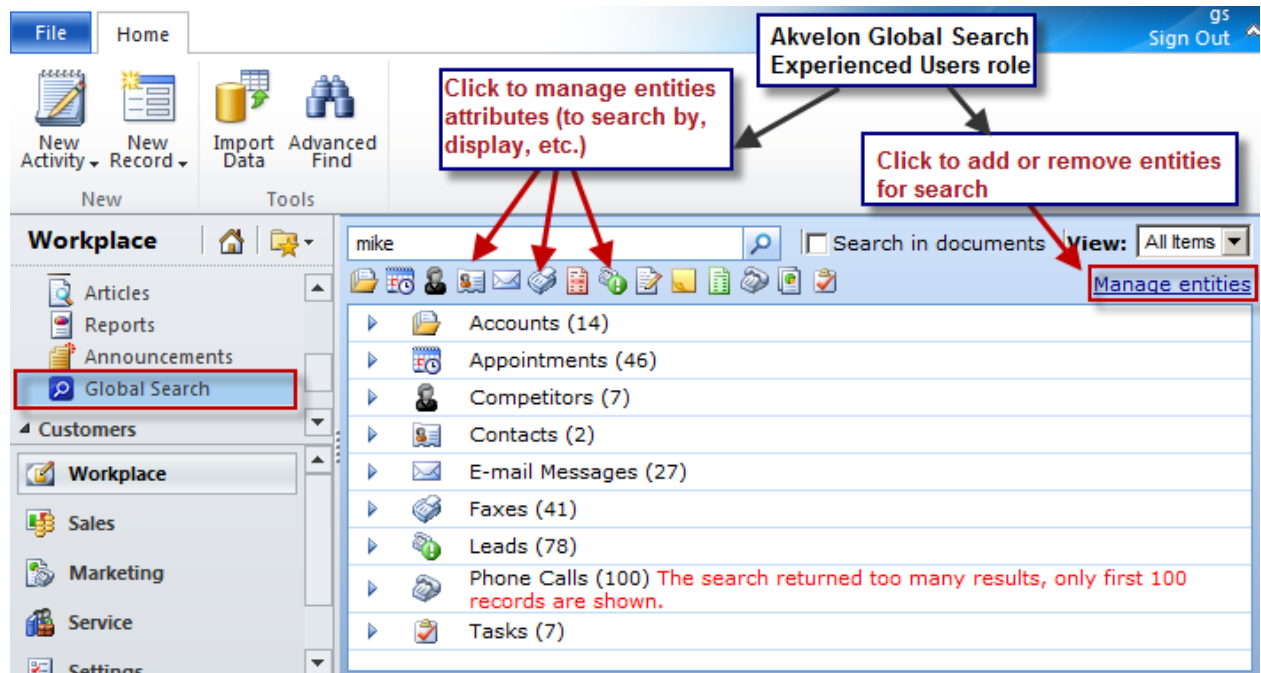 File Home
gs
Sign Out
Akvelon Global Search
Experienced Users role
Click to manage entities
attributes (to search by,
display, etc.)
Click to add or remove entities
for search
New
Activity
New
Record
Import
Data
Advanced
Find
New
Tools
Workplace
mike
Search in documents
View: All Items
Manage entities
Articles
Reports
Announcements
Global Search
Customers
Workplace
Sales
Marketing
Service
Settings
Accounts (14)
Appointments (46)
Competitors (7)
Contacts (2)
E-mail Messages (27)
Faxes (41)
Leads (78)
Phone Calls (100) The search returned too many results, only first 100
records are shown.
Tasks (7)